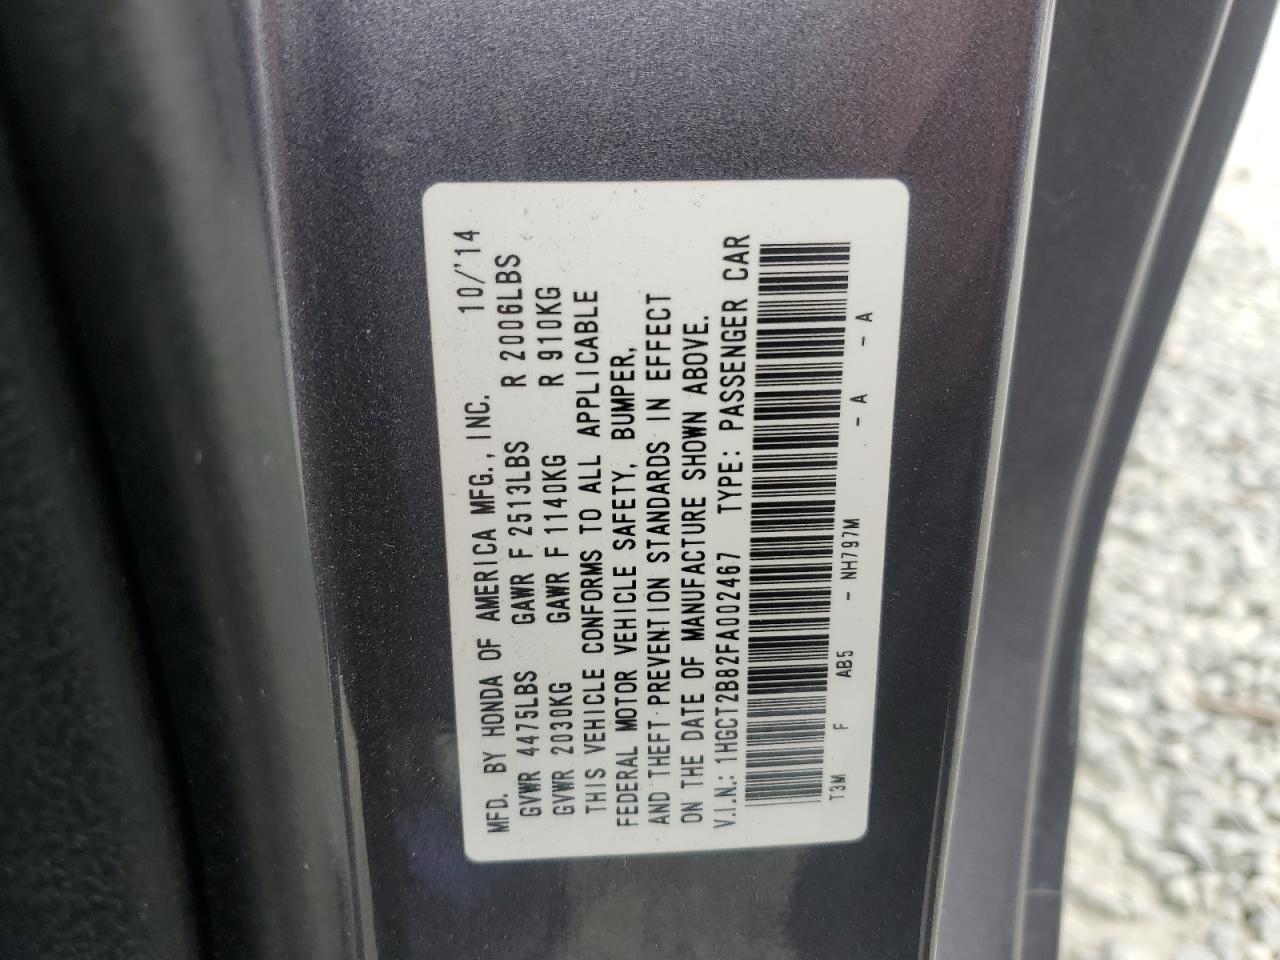 MFD. BY HONDA OF AMERICA MFG., INC. 10/'14
GVWR 4475LBS GAWR F 2513LBS R 2006LBS
GVWR 2030KG GAWR F 1140KG R 910KG
THIS VEHICLE CONFORMS TO ALL APPLICABLE
FEDERAL MOTOR VEHICLE SAFETY, BUMPER,
AND THEFT PREVENTION STANDARDS IN EFFECT
ON THE DATE OF MANUFACTURE SHOWN ABOVE.
V.I.N.: 1HGCT2B82FA002467 TYPE: PASSENGER CAR
T3M F AB5 - NH797M - A - A